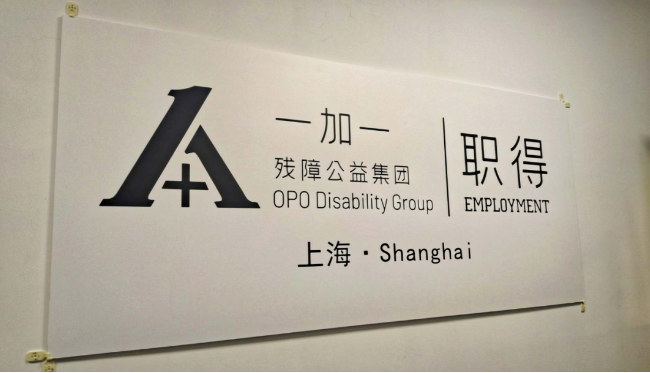 一加一
残障公益集团
OPO Disability Group
职得
EMPLOYMENT
上海·Shanghai